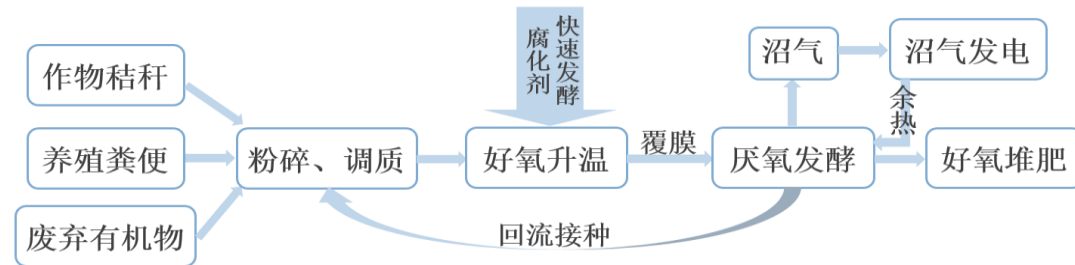 作物秸秆
养殖粪便
废弃有机物
粉碎、调质
快速发酵
腐化剂
好氧升温
覆膜
厌氧发酵
沼气
沼气发电
余热
好氧堆肥
回流接种